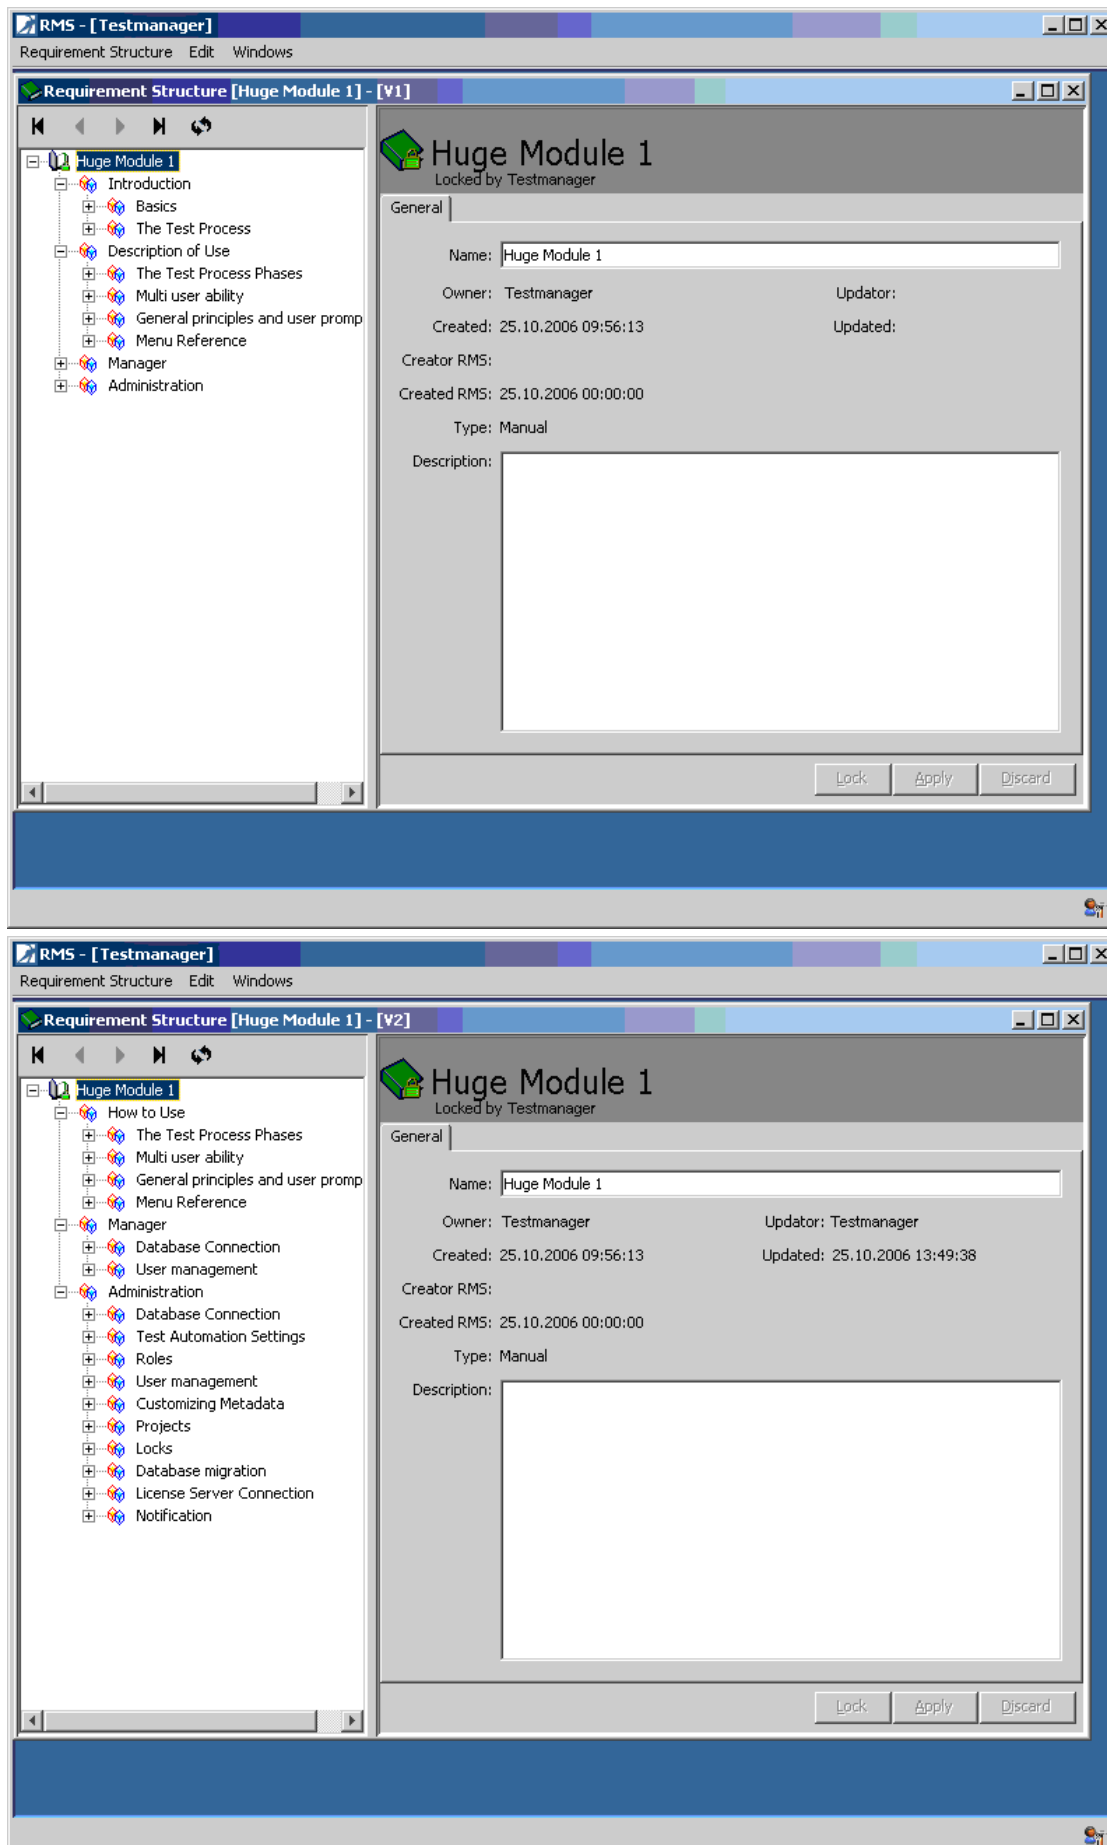 RMS - [Testmanager]
Requirement Structure Edit Windows
Requirement Structure [Huge Module 1] - [V1]
Huge Module 1
Introduction
Basics
The Test Process
Description of Use
The Test Process Phases
Multi user ability
General principles and user promp
Menu Reference
Manager
Administration
Huge Module 1
Locked by Testmanager
General
Name: Huge Module 1
Owner: Testmanager Updator:
Created: 25.10.2006 09:56:13 Updated:
Creator RMS:
Created RMS: 25.10.2006 00:00:00
Type: Manual
Description:
Lock Apply Discard
RMS - [Testmanager]
Requirement Structure Edit Windows
Requirement Structure [Huge Module 1] - [V2]
Huge Module 1
How to Use
The Test Process Phases
Multi user ability
General principles and user promp
Menu Reference
Manager
Database Connection
User management
Administration
Database Connection
Test Automation Settings
Roles
User management
Customizing Metadata
Projects
Locks
Database migration
License Server Connection
Notification
Huge Module 1
Locked by Testmanager
General
Name: Huge Module 1
Owner: Testmanager Updator: Testmanager
Created: 25.10.2006 09:56:13 Updated: 25.10.2006 13:49:38
Creator RMS:
Created RMS: 25.10.2006 00:00:00
Type: Manual
Description:
Lock Apply Discard